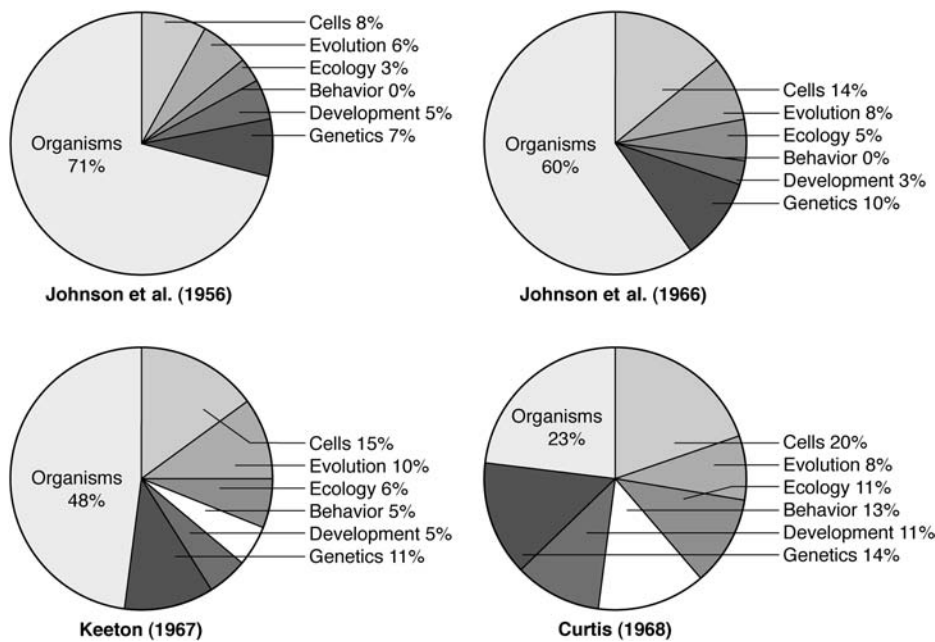 Cells 8%
Evolution 6%
Ecology 3%
Behavior 0%
Development 5%
Genetics 7%
Organisms
71%
Johnson et al. (1956)
Cells 14%
Evolution 8%
Ecology 5%
Behavior 0%
Development 3%
Genetics 10%
Organisms
60%
Johnson et al. (1966)
Cells 15%
Evolution 10%
Ecology 6%
Behavior 5%
Development 5%
Genetics 11%
Organisms
48%
Keeton (1967)
Organisms
23%
Cells 20%
Evolution 8%
Ecology 11%
Behavior 13%
Development 11%
Genetics 14%
Curtis (1968)